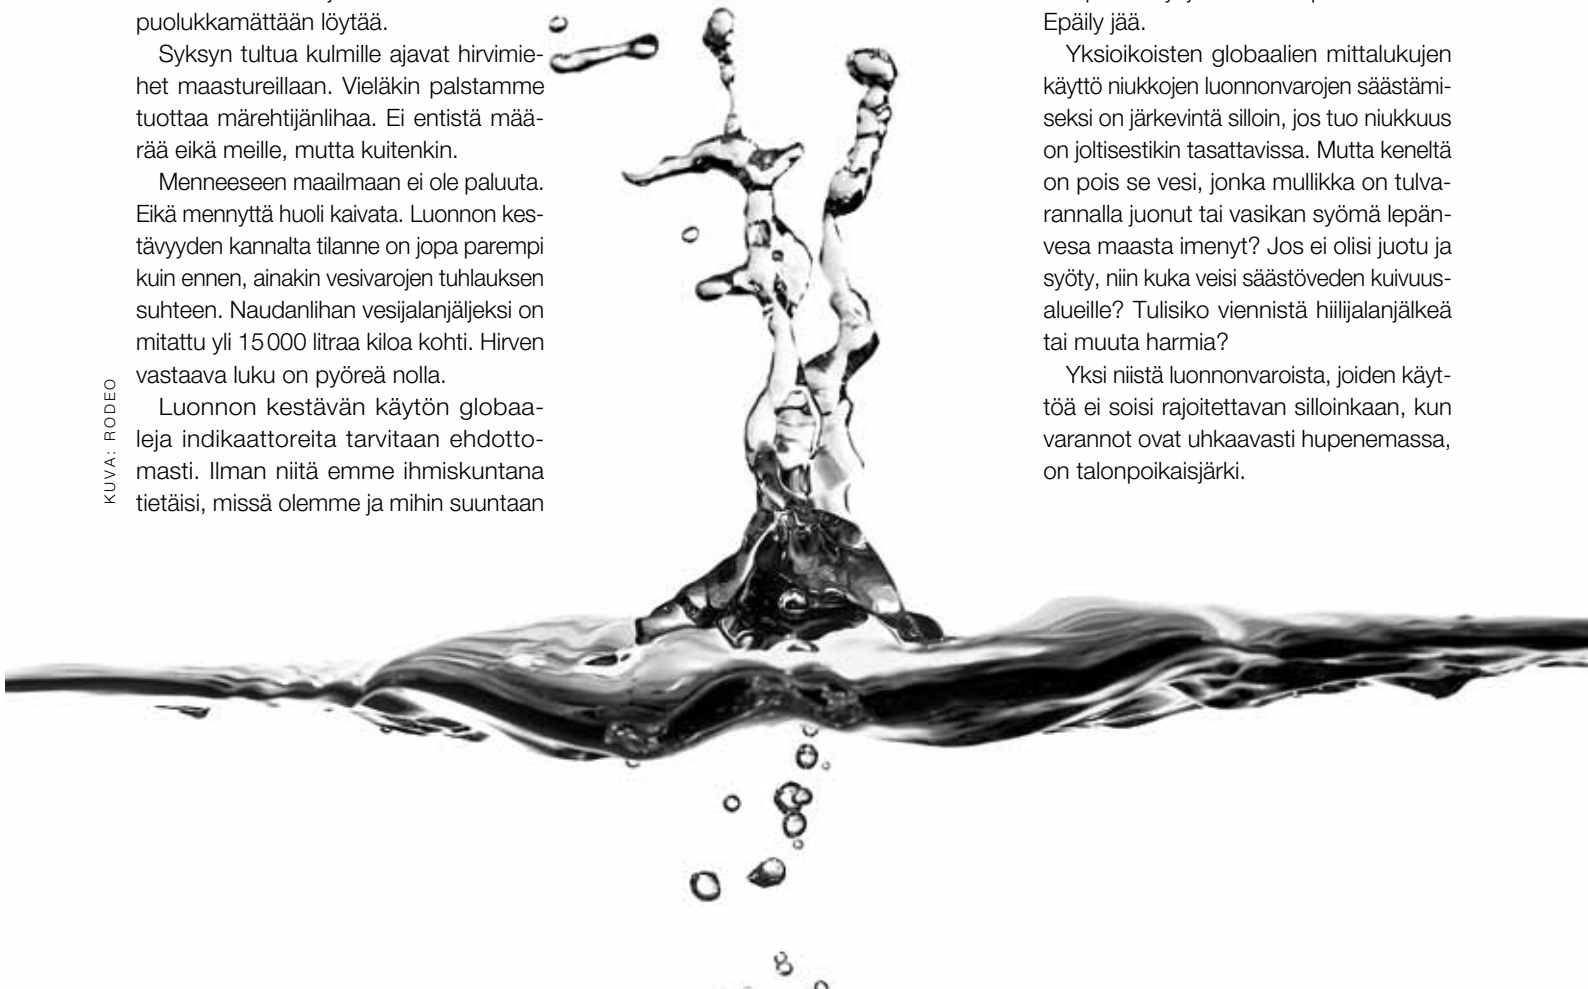 puolukkamättään löytää.
Syksyn tultua kulmille ajavat hirvimie-
het maastureillaan. Vieläkin palstamme
tuottaa märehtijänlihaa. Ei entistä mää-
rää eikä meille, mutta kuitenkin.
Menneeseen maailmaan ei ole paluuta.
Eikä mennyttä huoli kaivata. Luonnon kes-
tävyyden kannalta tilanne on jopa parempi
kuin ennen, ainakin vesivarojen tuhlauksen
suhteen. Naudanlihan vesijalanjäljeksi on
mitattu yli 15 000 litraa kiloa kohti. Hirven
vastaava luku on pyöreä nolla.
Luonnon kestävän käytön globaa-
leja indikaattoreita tarvitaan ehdotto-
masti. Ilman niitä emme ihmiskuntana
tietäisi, missä olemme ja mihin suuntaan
KUVA: RODEO
Epäily jää.
Yksioikoisten globaalien mittalukujen
käyttö niukkojen luonnonvarojen säästämi-
seksi on järkevintä silloin, jos tuo niukkuus
on joltisestikin tasattavissa. Mutta keneltä
on pois se vesi, jonka mullikka on tulva-
rannalla juonut tai vasikan syömä lepän-
vesa maasta imenyt? Jos ei olisi juotu ja
syöty, niin kuka veisi säästöveden kuivuus-
alueille? Tulisiko viennistä hiilijalanjälkeä
tai muuta harmia?
Yksi niistä luonnonvaroista, joiden käyt-
töä ei soisi rajoitettavan silloinkaan, kun
varannot ovat uhkaavasti hupenemassa,
on talonpoikaisjärki.